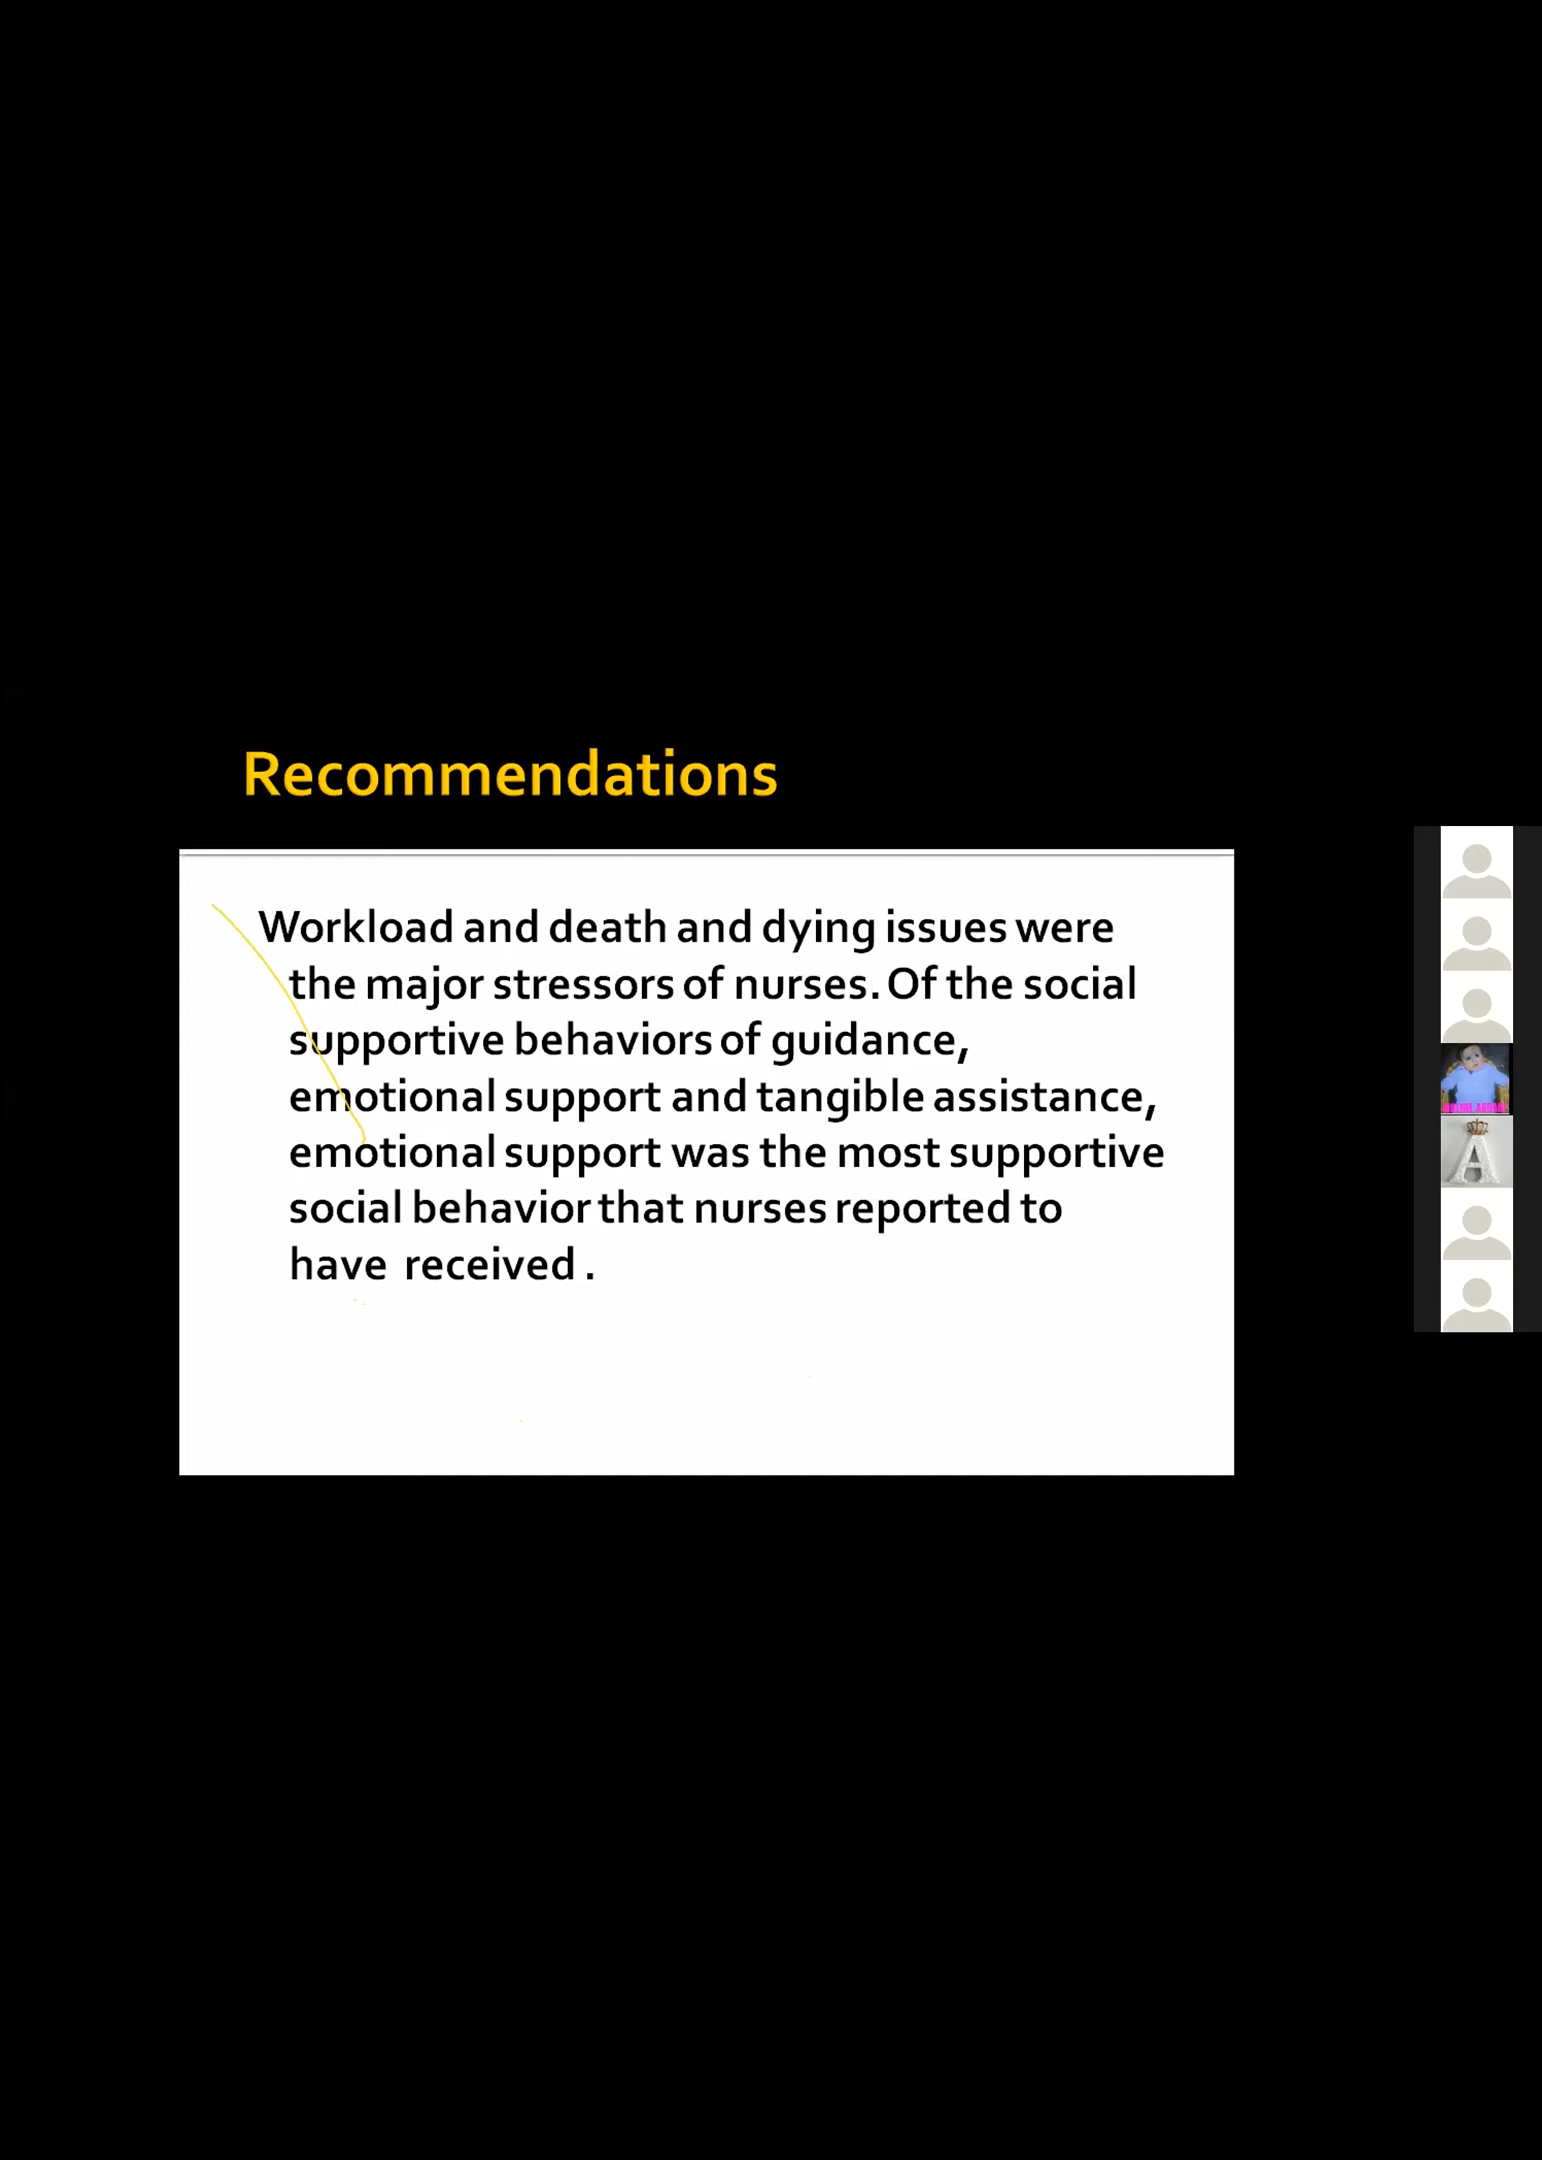 Recommendations
Workload and death and dying issues were
the major stressors of nurses. Of the social
supportive behaviors of guidance,
emotional support and tangible assistance,
emotional support was the most supportive
social behavior that nurses reported to
have received .
A